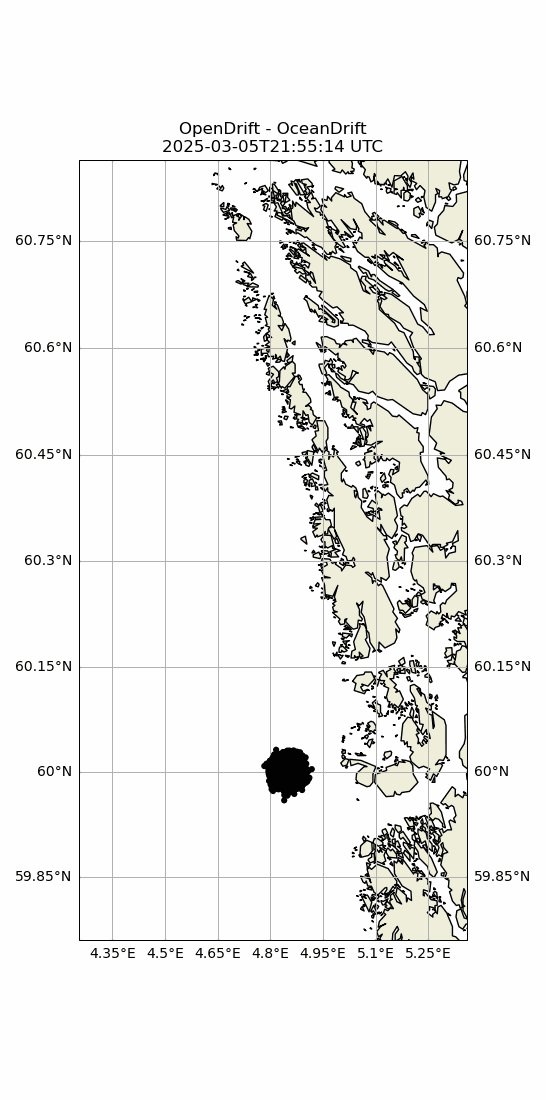 OpenDrift - OceanDrift
2025-03-05T21:55:14 UTC
60.75°N 60.75°N
60.6°N 60.6°N
60.45°N 60.45°N
60.3°N 60.3°N
60.15°N 60.15°N
60°N 60°N
59.85°N 59.85°N
4.35°E 4.5°E 4.65°E 4.8°E 4.95°E 5.1°E 5.25°E